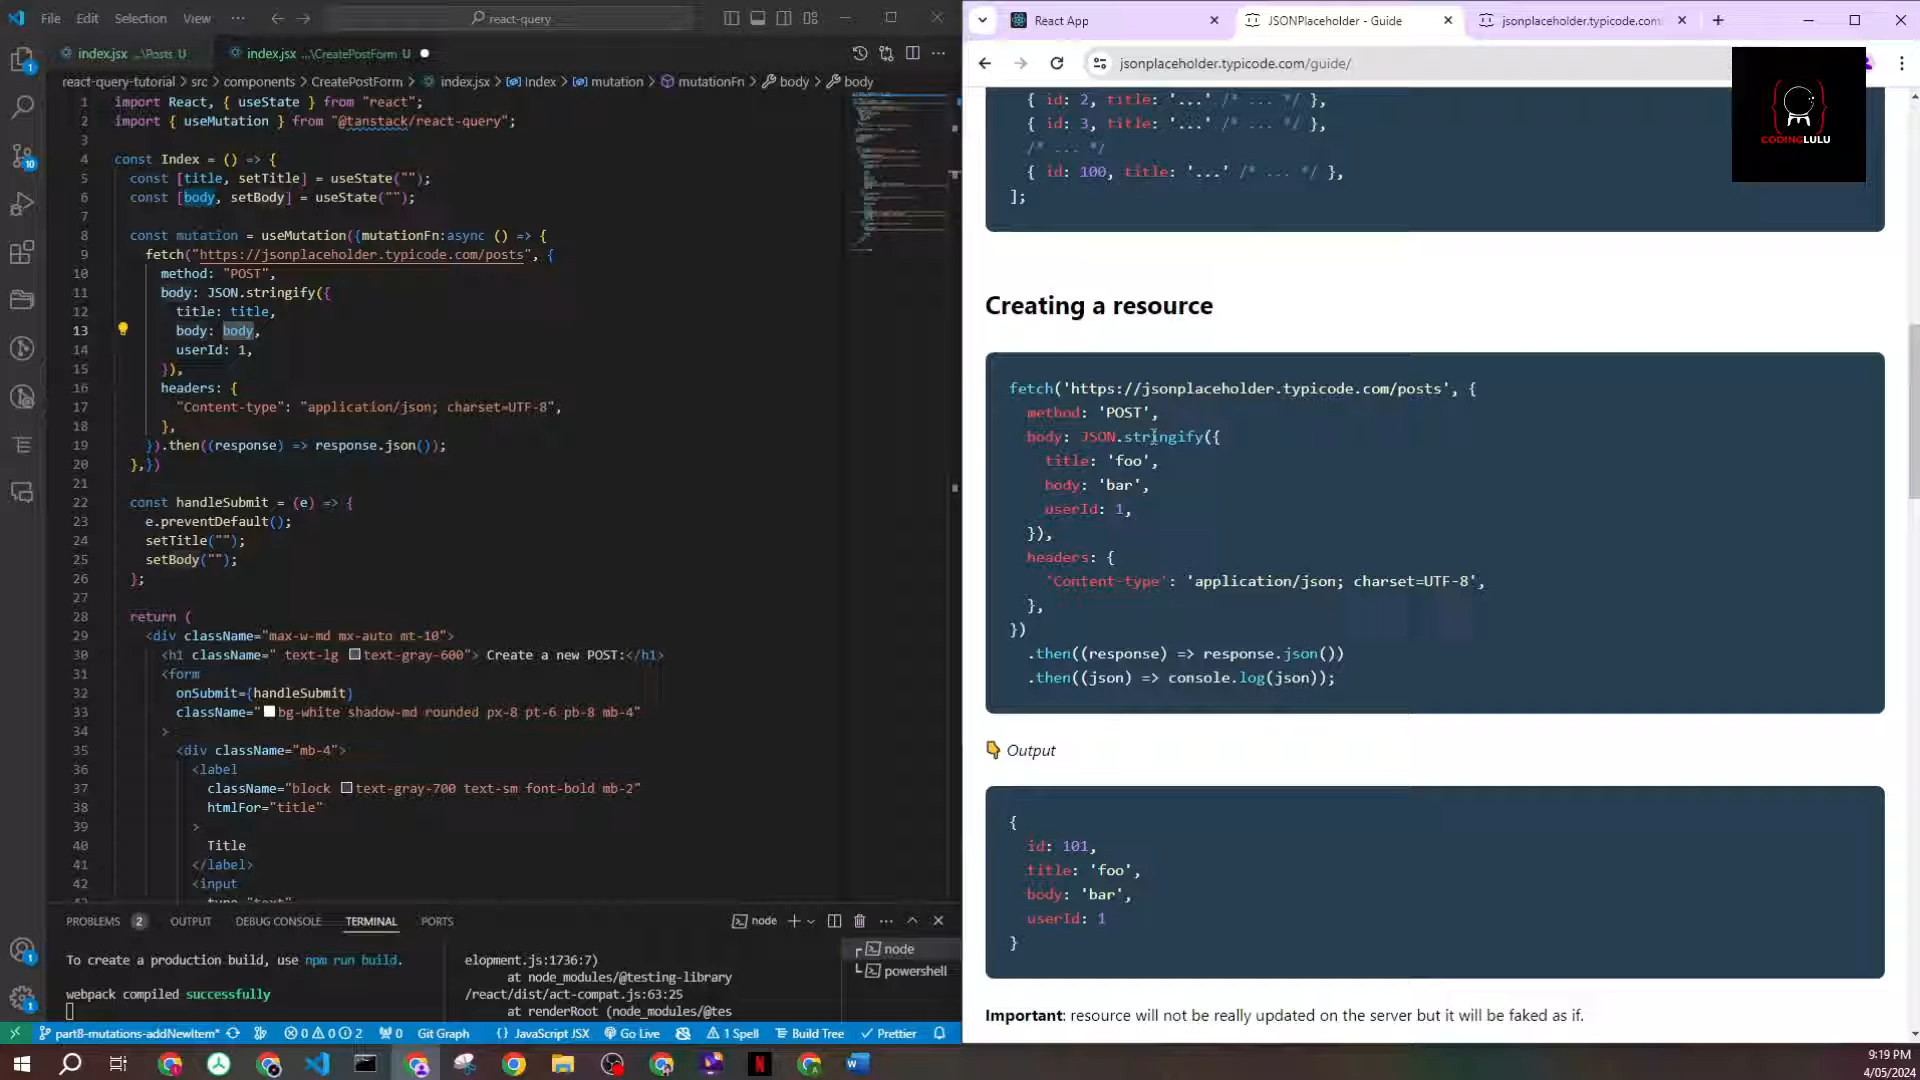 File Edit Selection View ··· react-query
index.jsx ...\Posts U
index.jsx ...\CreatePostForm U
react-query-tutorial > src > components > CreatePostForm > index.jsx > Index > mutation > mutationFn > body > body
1 import React, { useState } from "react";
2 import { useMutation } from "@tanstack/react-query";
3
4 const Index = () => {
5 const [title, setTitle] = useState("");
6 const [body, setBody] = useState("");
7
8 const mutation = useMutation({mutationFn:async () => {
9 fetch("https://jsonplaceholder.typicode.com/posts", {
10 method: "POST",
11 body: JSON.stringify({
12 title: title,
13 body: body,
14 userId: 1,
15 }),
16 headers: {
17 "Content-type": "application/json; charset=UTF-8",
18 },
19 }).then((response) => response.json());
20 },})
21
22 const handleSubmit = (e) => {
23 e.preventDefault();
24 setTitle("");
25 setBody("");
26 };
27
28 return (
29 <div className="max-w-md mx-auto mt-10">
30 <h1 className=" text-lg text-gray-600"> Create a new POST:</h1>
31 <form
32 onSubmit={handleSubmit}
33 className=" bg-white shadow-md rounded px-8 pt-6 pb-8 mb-4"
34 >
35 <div className="mb-4">
36 <label
37 className="block text-gray-700 text-sm font-bold mb-2"
38 htmlFor="title"
39 >
40 Title
41 </label>
42 <input
PROBLEMS 2 OUTPUT DEBUG CONSOLE TERMINAL PORTS node
To create a production build, use npm run build.
webpack compiled successfully
elopment.js:1736:7)
at node_modules/@testing-library
/react/dist/act-compat.js:63:25
at renderRoot (node_modules/@tes
node
powershell
part8-mutations-addNewItem* 0 0 2 0 Git Graph JavaScript JSX Go Live 1 Spell Build Tree Prettier
React App
JSONPlaceholder - Guide
jsonplaceholder.typicode.com
jsonplaceholder.typicode.com/guide/
CODINGLULU
{ id: 2, title: '...' /* ... */ },
{ id: 3, title: '...' /* ... */ },
/* ... */
{ id: 100, title: '...' /* ... */ },
];
Creating a resource
fetch('https://jsonplaceholder.typicode.com/posts', {
method: 'POST',
body: JSON.stringify({
title: 'foo',
body: 'bar',
userId: 1,
}),
headers: {
'Content-type': 'application/json; charset=UTF-8',
},
})
.then((response) => response.json())
.then((json) => console.log(json));
👇 Output
{
id: 101,
title: 'foo',
body: 'bar',
userId: 1
}
Important: resource will not be really updated on the server but it will be faked as if.
9:19 PM
4/05/2024